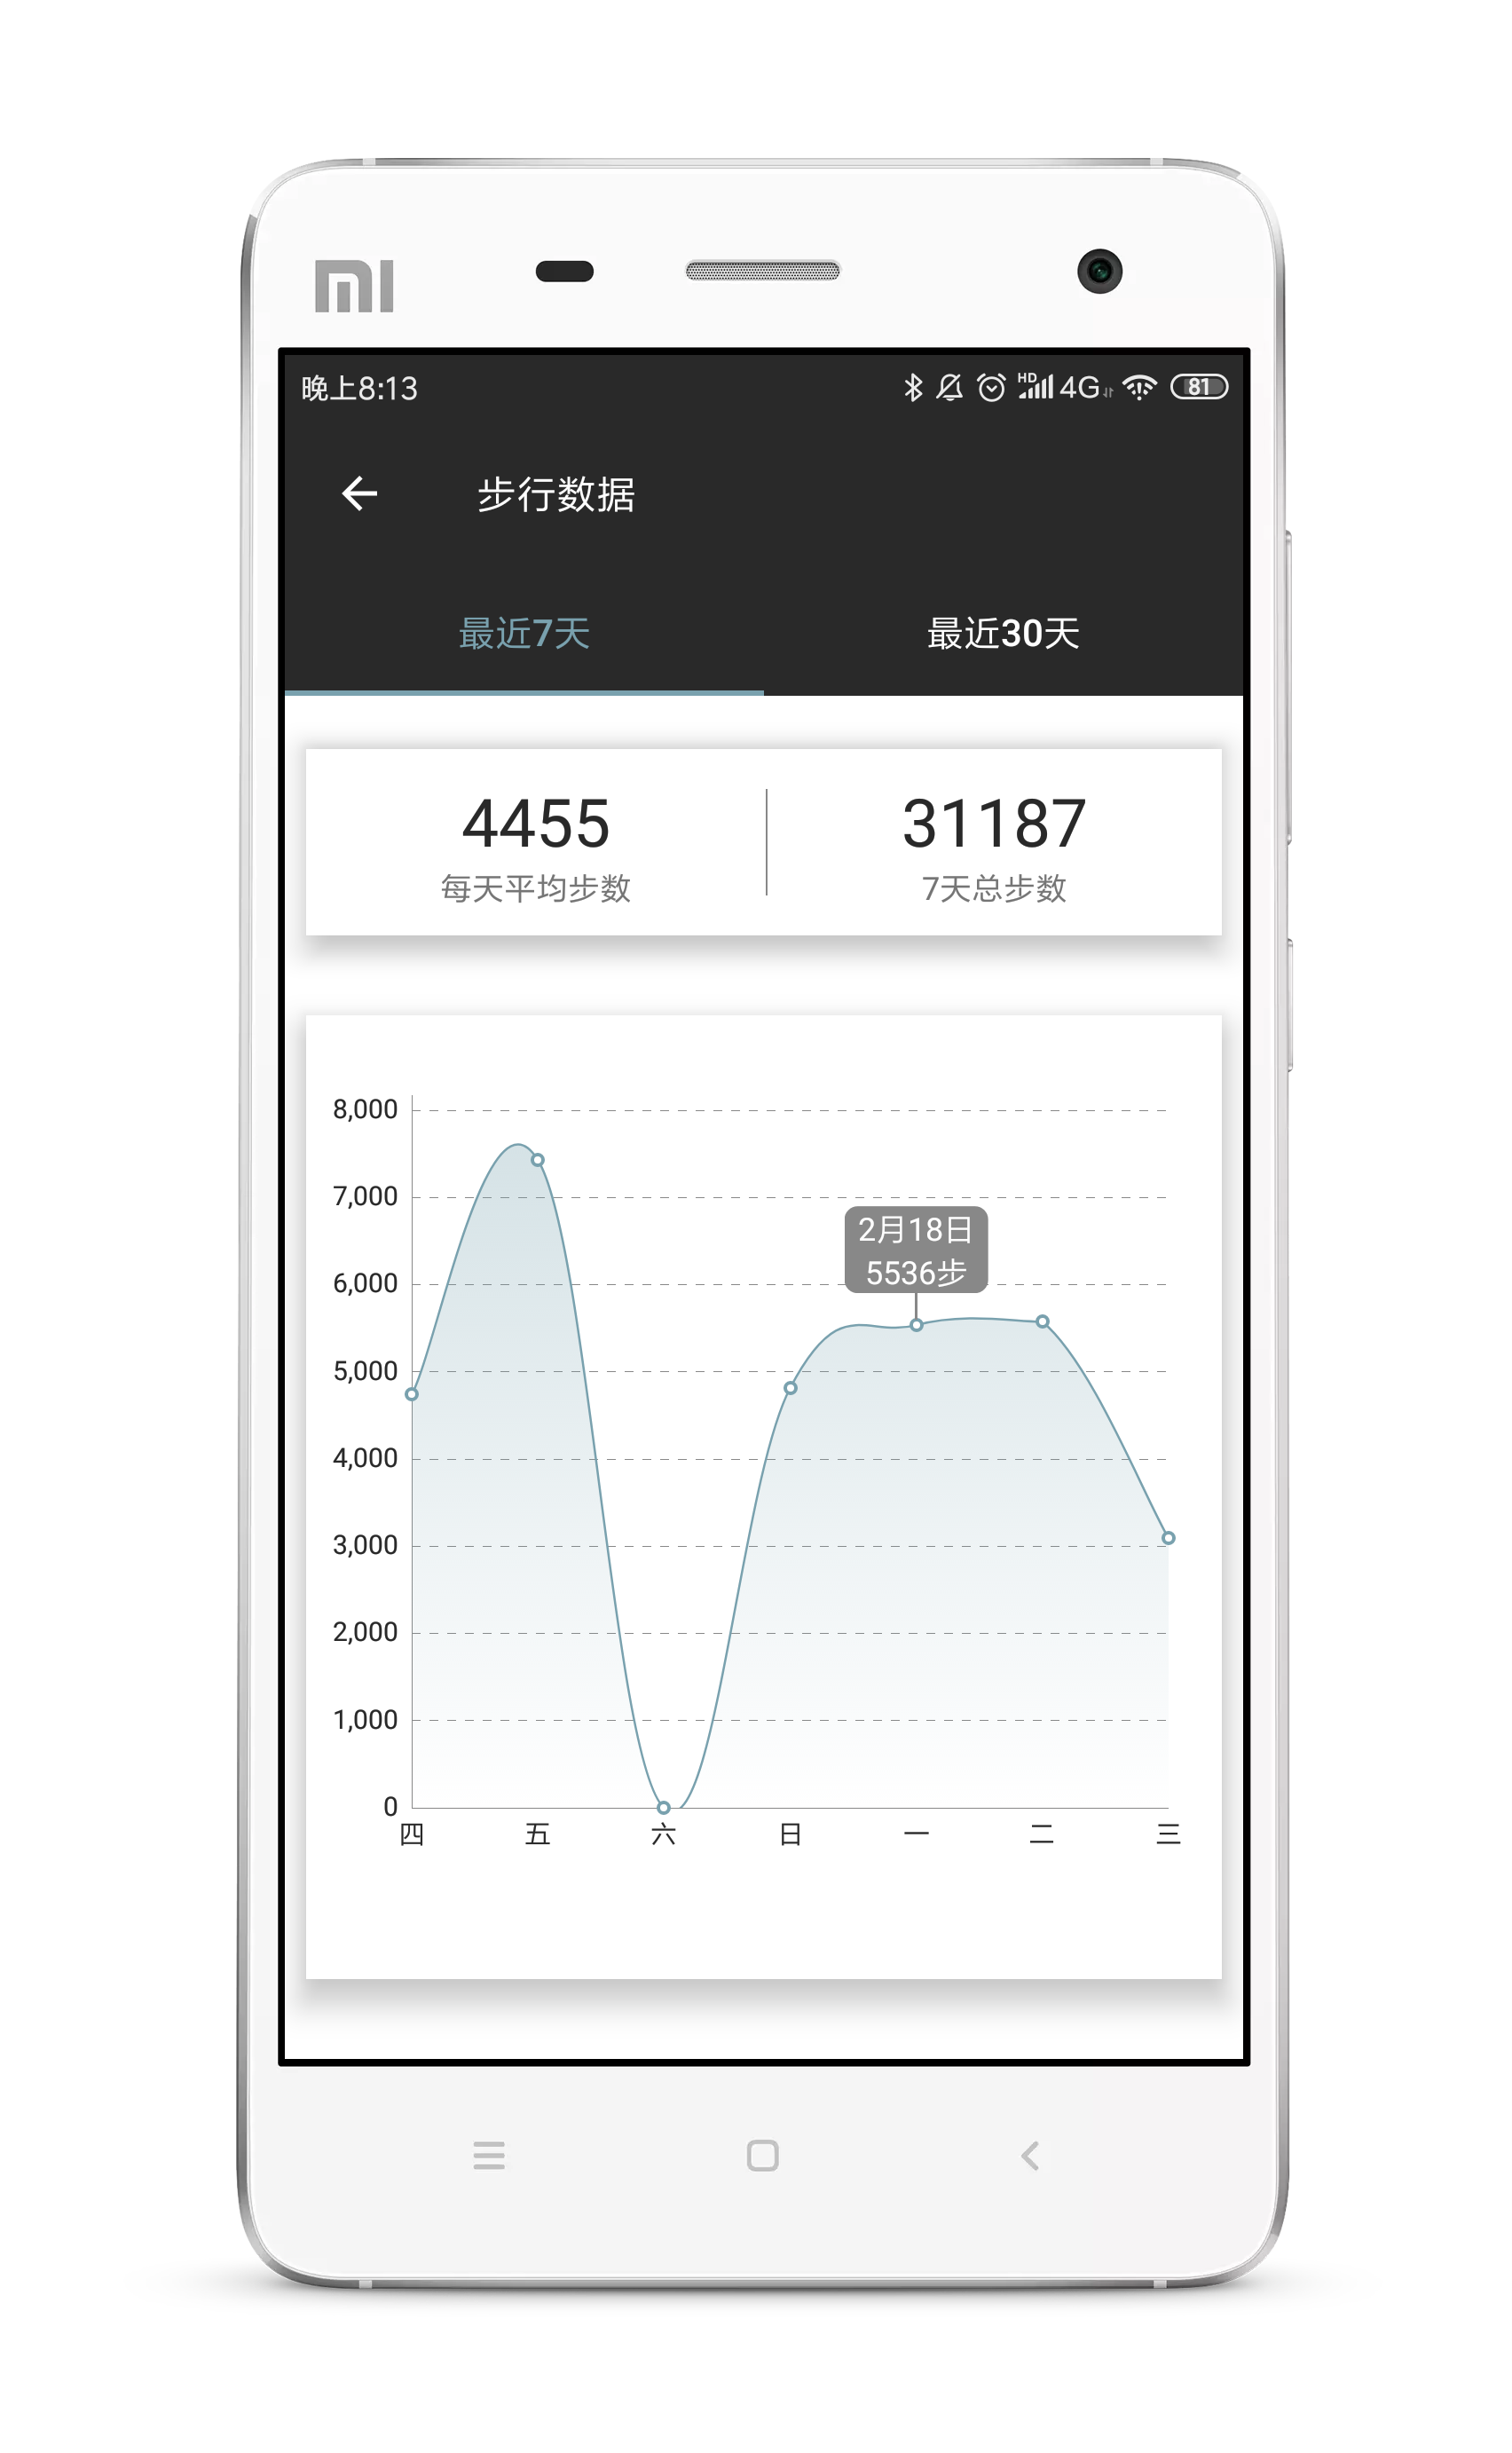 MI
晚上8:13
HD 4G 81
步行数据
最近7天 最近30天
4455 31187
每天平均步数 7天总步数
8,000
7,000
2月18日
6,000
5536步
5,000
4,000
3,000
2,000
1,000
0
四 五 六 日 一 二 三